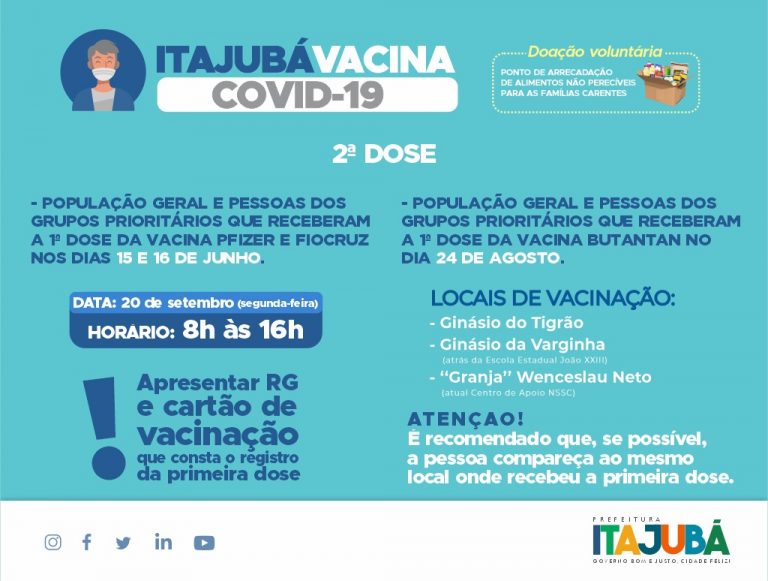 ITAJUBÁVACINA
COVID-19
Doação voluntária
PONTO DE ARRECADAÇÃO
DE ALIMENTOS NÃO PERECÍVEIS
PARA AS FAMÍLIAS CARENTES
2ª DOSE
- POPULAÇÃO GERAL E PESSOAS DOS
GRUPOS PRIORITÁRIOS QUE RECEBERAM
A 1ª DOSE DA VACINA PFIZER E FIOCRUZ
NOS DIAS 15 E 16 DE JUNHO.
DATA: 20 de setembro (segunda-feira)
HORÁRIO: 8h às 16h
! Apresentar RG
e cartão de
vacinação
que consta o registro
da primeira dose
- POPULAÇÃO GERAL E PESSOAS DOS
GRUPOS PRIORITÁRIOS QUE RECEBERAM
A 1ª DOSE DA VACINA BUTANTAN NO
DIA 24 DE AGOSTO.
LOCAIS DE VACINAÇÃO:
- Ginásio do Tigrão
- Ginásio da Varginha
(atrás da Escola Estadual João XXIII)
- “Granja” Wenceslau Neto
(atual Centro de Apoio NSSC)
ATENÇAO!
É recomendado que, se possível,
a pessoa compareça ao mesmo
local onde recebeu a primeira dose.
PREFEITURA
ITAJUBÁ
GOVERNO BOM E JUSTO, CIDADE FELIZ!